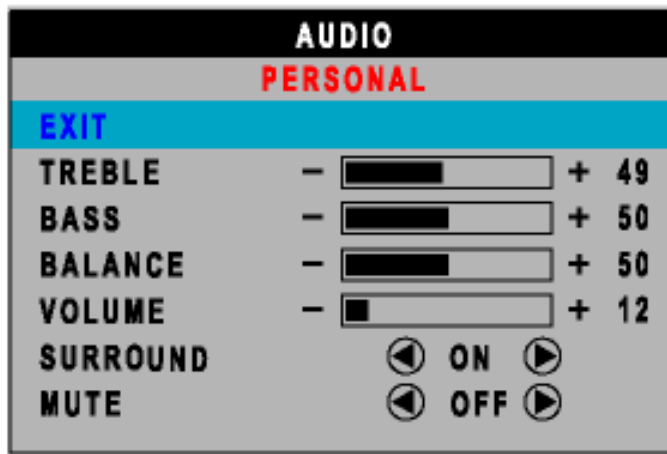 AUDIO
PERSONAL
EXIT
TREBLE - + 49
BASS - + 50
BALANCE - + 50
VOLUME - + 12
SURROUND ON
MUTE OFF